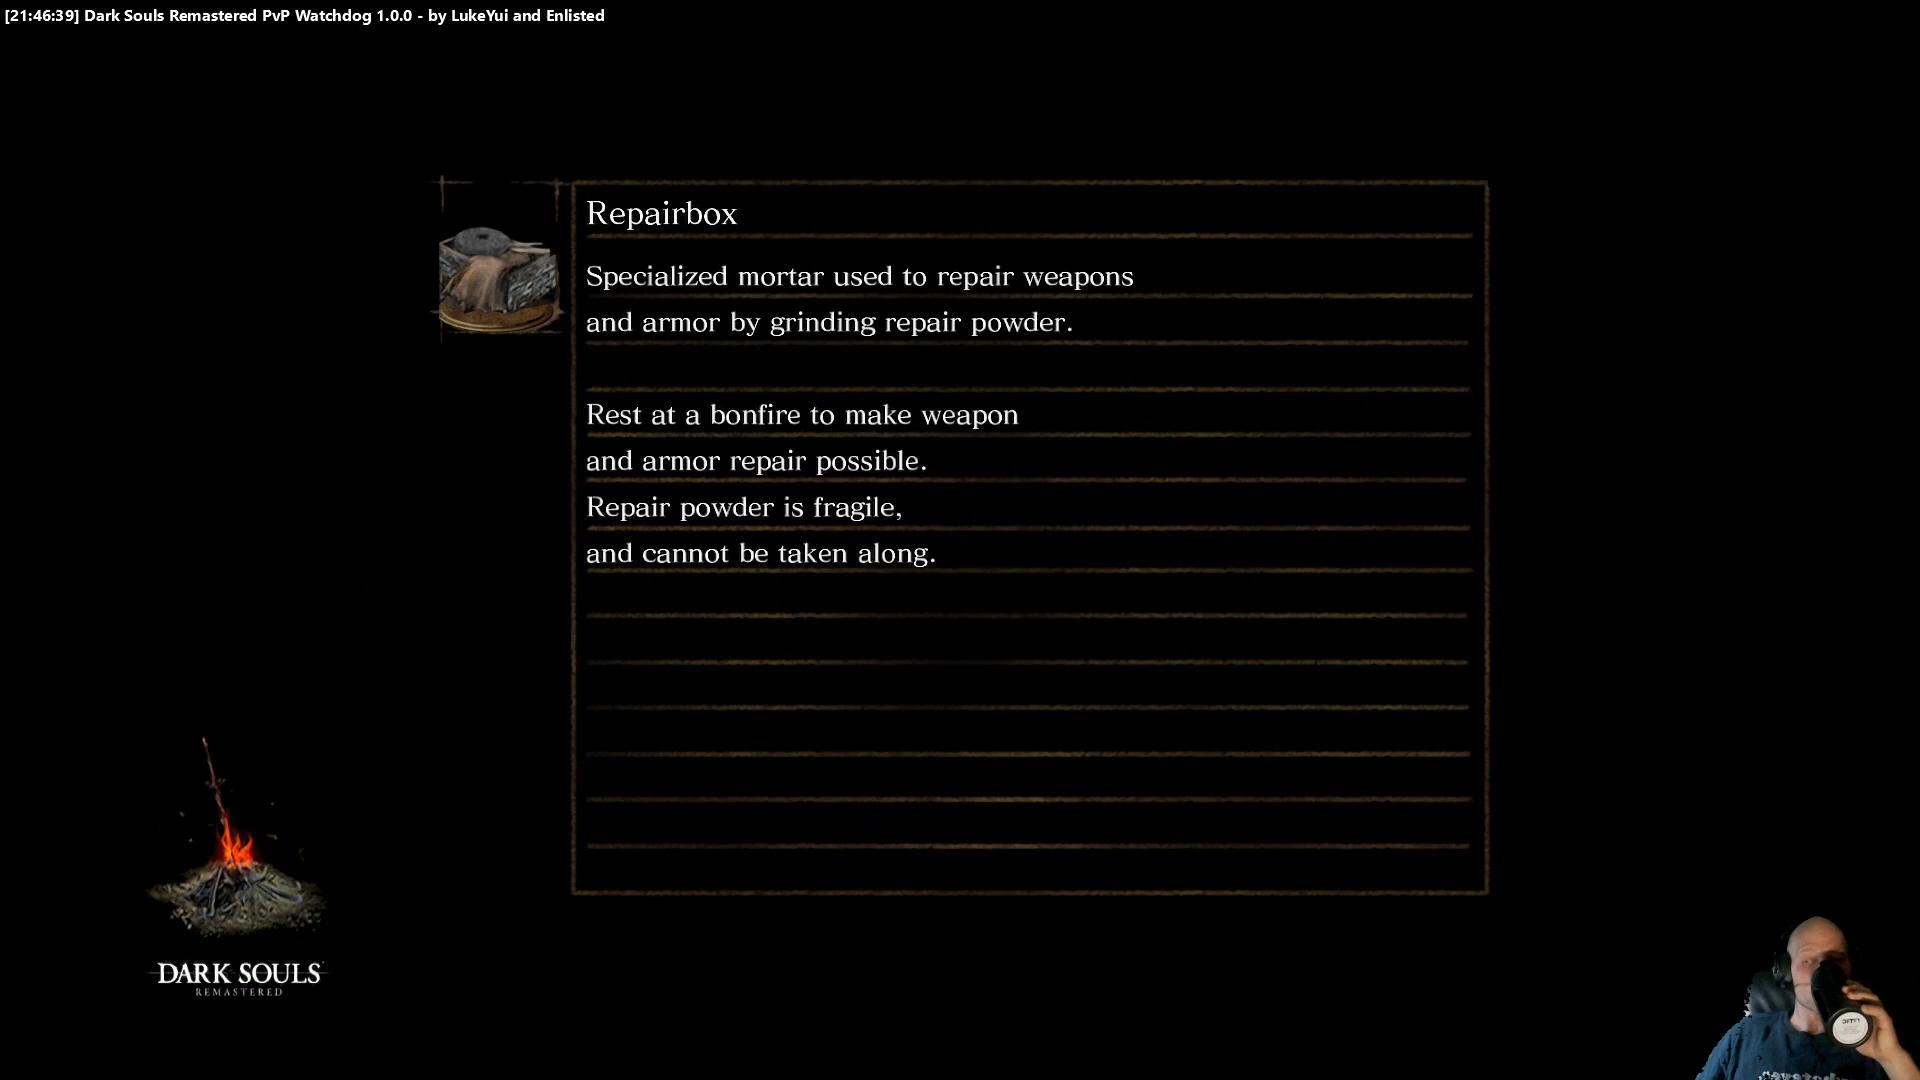 [21:46:39] Dark Souls Remastered PvP Watchdog 1.0.0 - by LukeYui and Enlisted
Repairbox
Specialized mortar used to repair weapons
and armor by grinding repair powder.
Rest at a bonfire to make weapon
and armor repair possible.
Repair powder is fragile,
and cannot be taken along.
DARK SOULS
REMASTERED